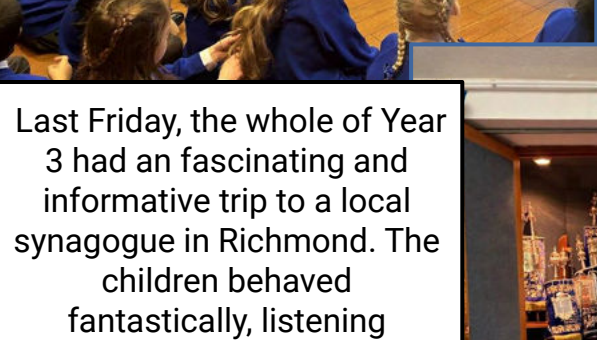 Last Friday, the whole of Year
3 had an fascinating and
informative trip to a local
synagogue in Richmond. The
children behaved
fantastically, listening